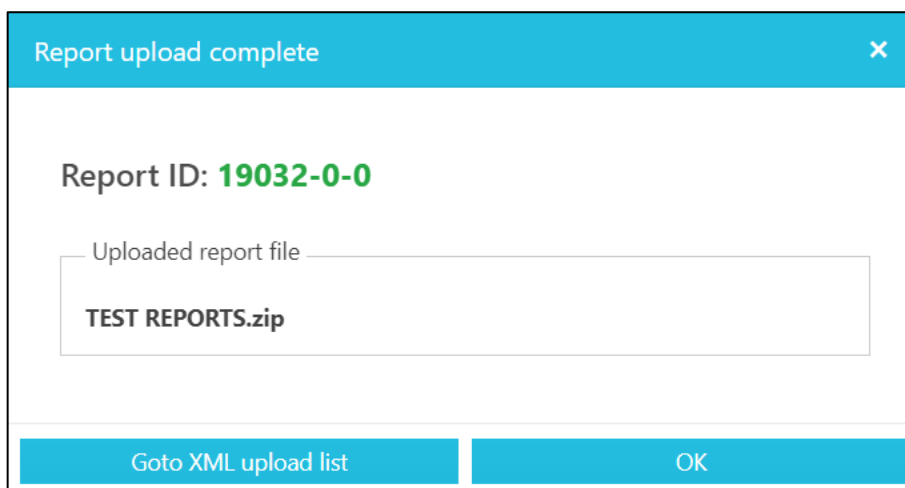 Report upload complete ×
Report ID: 19032-0-0
Uploaded report file
TEST REPORTS.zip
Goto XML upload list OK